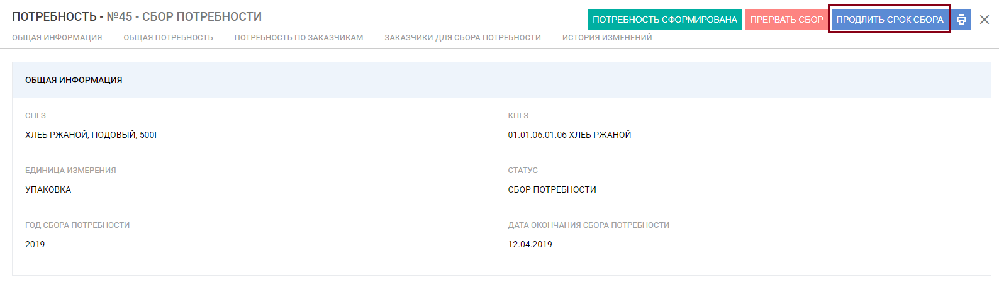 ПОТРЕБНОСТЬ - №45 - СБОР ПОТРЕБНОСТИ
ПОТРЕБНОСТЬ СФОРМИРОВАНА ПРЕРВАТЬ СБОР ПРОДЛИТЬ СРОК СБОРА
ОБЩАЯ ИНФОРМАЦИЯ ОБЩАЯ ПОТРЕБНОСТЬ ПОТРЕБНОСТЬ ПО ЗАКАЗЧИКАМ ЗАКАЗЧИКИ ДЛЯ СБОРА ПОТРЕБНОСТИ ИСТОРИЯ ИЗМЕНЕНИЙ
ОБЩАЯ ИНФОРМАЦИЯ
СПГЗ
ХЛЕБ РЖАНОЙ, ПОДОВЫЙ, 500Г
КПГЗ
01.01.06.01.06 ХЛЕБ РЖАНОЙ
ЕДИНИЦА ИЗМЕРЕНИЯ
УПАКОВКА
СТАТУС
СБОР ПОТРЕБНОСТИ
ГОД СБОРА ПОТРЕБНОСТИ
2019
ДАТА ОКОНЧАНИЯ СБОРА ПОТРЕБНОСТИ
12.04.2019